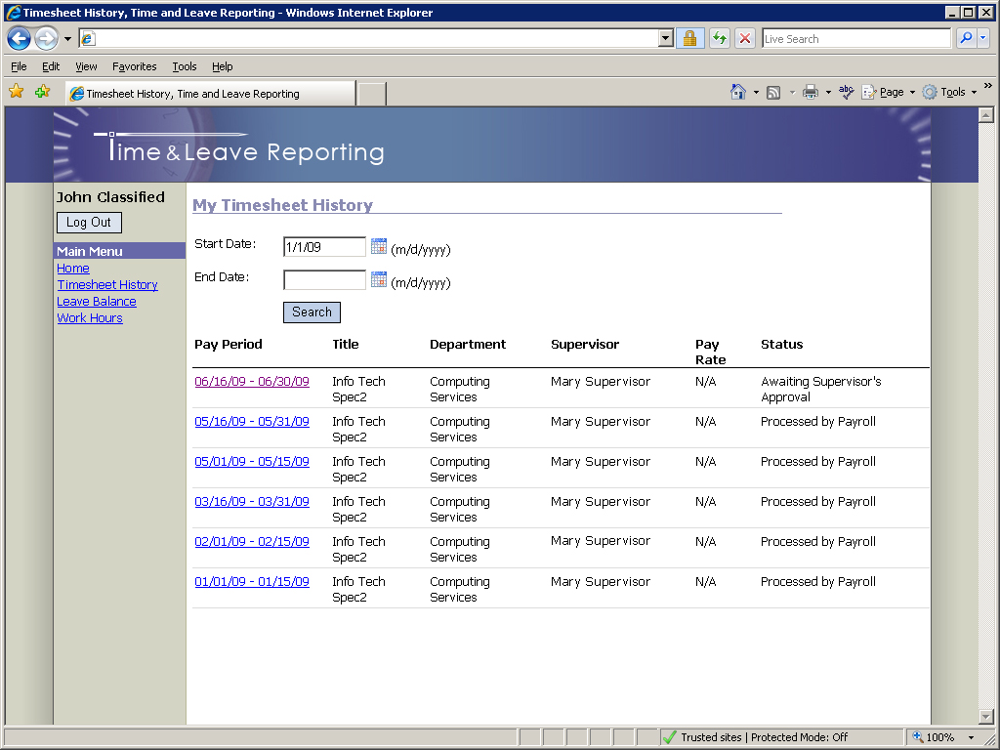 Timesheet History, Time and Leave Reporting - Windows Internet Explorer
Live Search
File Edit View Favorites Tools Help
Timesheet History, Time and Leave Reporting
abc Page Tools »
Time & Leave Reporting
John Classified
Log Out
Main Menu
Home
Timesheet History
Leave Balance
Work Hours
My Timesheet History
Start Date: 1/1/09 (m/d/yyyy)
End Date: (m/d/yyyy)
Search
Pay Period Title Department Supervisor Pay Rate Status
06/16/09 - 06/30/09 Info Tech Spec2 Computing Services Mary Supervisor N/A Awaiting Supervisor's Approval
05/16/09 - 05/31/09 Info Tech Spec2 Computing Services Mary Supervisor N/A Processed by Payroll
05/01/09 - 05/15/09 Info Tech Spec2 Computing Services Mary Supervisor N/A Processed by Payroll
03/16/09 - 03/31/09 Info Tech Spec2 Computing Services Mary Supervisor N/A Processed by Payroll
02/01/09 - 02/15/09 Info Tech Spec2 Computing Services Mary Supervisor N/A Processed by Payroll
01/01/09 - 01/15/09 Info Tech Spec2 Computing Services Mary Supervisor N/A Processed by Payroll
Trusted sites | Protected Mode: Off 100%